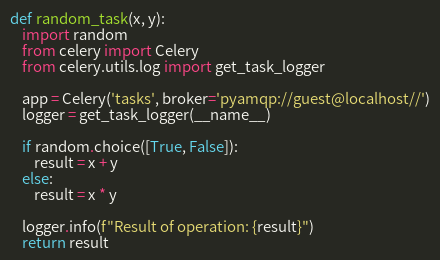 def random_task(x, y):
    import random
    from celery import Celery
    from celery.utils.log import get_task_logger

    app = Celery('tasks', broker='pyamqp://guest@localhost//')
    logger = get_task_logger(__name__)

    if random.choice([True, False]):
        result = x + y
    else:
        result = x * y

    logger.info(f"Result of operation: {result}")
    return result